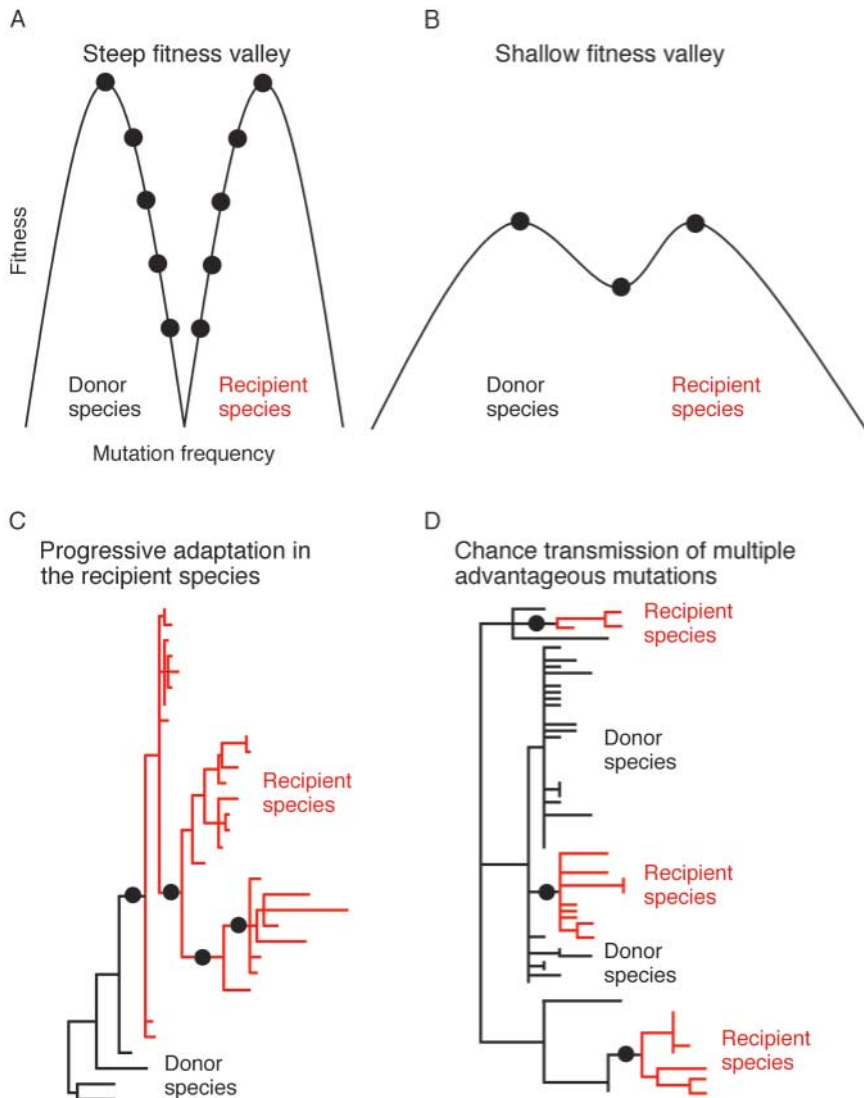 A
Steep fitness valley
Fitness
Donor
species
Recipient
species
Mutation frequency
B
Shallow fitness valley
Donor
species
Recipient
species
C
Progressive adaptation in
the recipient species
Recipient
species
Donor
species
D
Chance transmission of multiple
advantageous mutations
Recipient
species
Donor
species
Recipient
species
Donor
species
Recipient
species